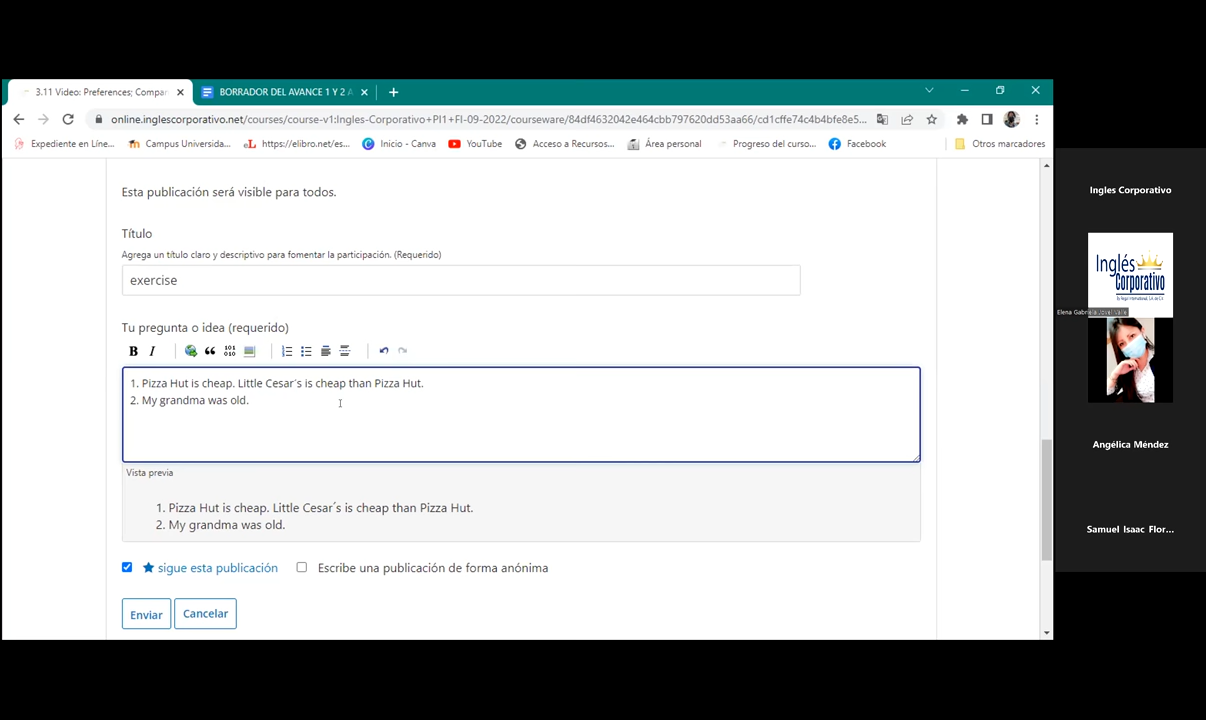 3.11 Video: Preferences; Compar
BORRADOR DEL AVANCE 1 Y 2 A
online.inglescorporativo.net/courses/course-v1:Ingles-Corporativo+PI1+FI-09-2022/courseware/84df4632042e464cbb797620dd53aa66/cd1cffe74c4b4bfe8e5...
Expediente en Líne...
Campus Universida...
https://elibro.net/es...
Inicio - Canva
YouTube
Acceso a Recursos...
Área personal
Progreso del curso...
Facebook
Otros marcadores
Esta publicación será visible para todos.
Título
Agrega un título claro y descriptivo para fomentar la participación. (Requerido)
exercise
Tu pregunta o idea (requerido)
B I
1. Pizza Hut is cheap. Little Cesar´s is cheap than Pizza Hut.
2. My grandma was old.
Vista previa
1. Pizza Hut is cheap. Little Cesar´s is cheap than Pizza Hut.
2. My grandma was old.
sigue esta publicación
Escribe una publicación de forma anónima
Enviar
Cancelar
Ingles Corporativo
Inglés
Corporativo
Elena Gabriela Jovel Valle
Angélica Méndez
Samuel Isaac Flor...